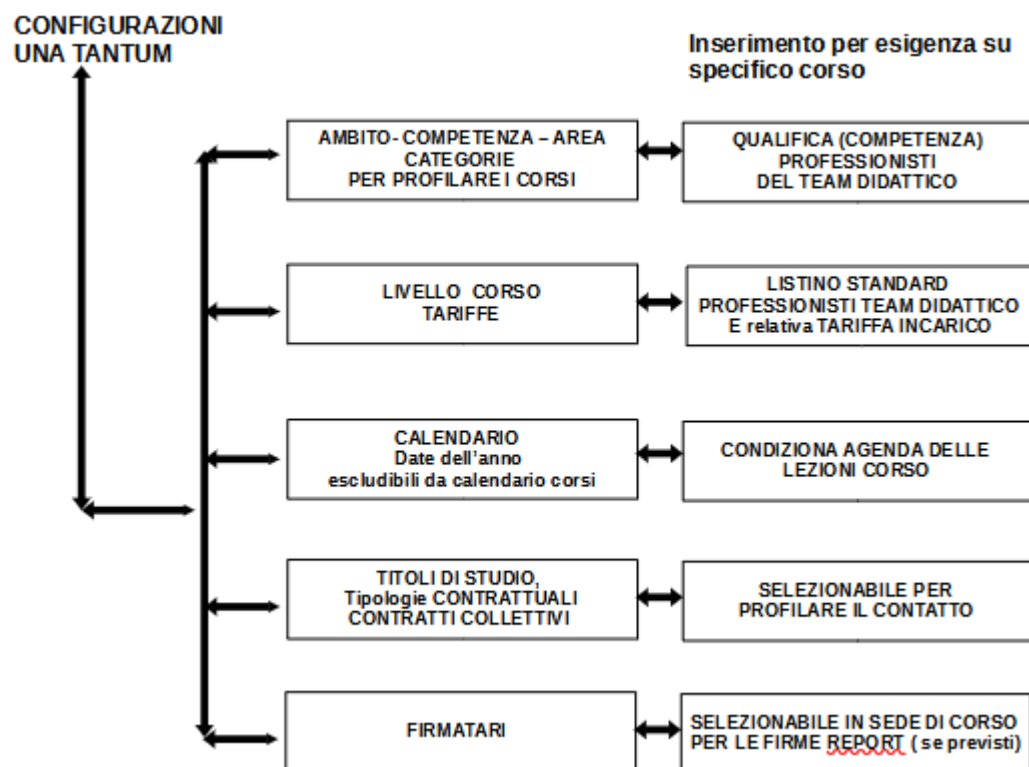 CONFIGURAZIONI
UNA TANTUM
Inserimento per esigenza su
specifico corso
AMBITO- COMPETENZA – AREA
CATEGORIE
PER PROFILARE I CORSI
QUALIFICA (COMPETENZA)
PROFESSIONISTI
DEL TEAM DIDATTICO
LIVELLO CORSO
TARIFFE
LISTINO STANDARD
PROFESSIONISTI TEAM DIDATTICO
E relativa TARIFFA INCARICO
CALENDARIO
Date dell'anno
escludibili da calendario corsi
CONDIZIONA AGENDA DELLE
LEZIONI CORSO
TITOLI DI STUDIO,
Tipologie CONTRATTUALI
CONTRATTI COLLETTIVI
SELEZIONABILE PER
PROFILARE IL CONTATTO
FIRMATARI
SELEZIONABILE IN SEDE DI CORSO
PER LE FIRME REPORT ( se previsti)